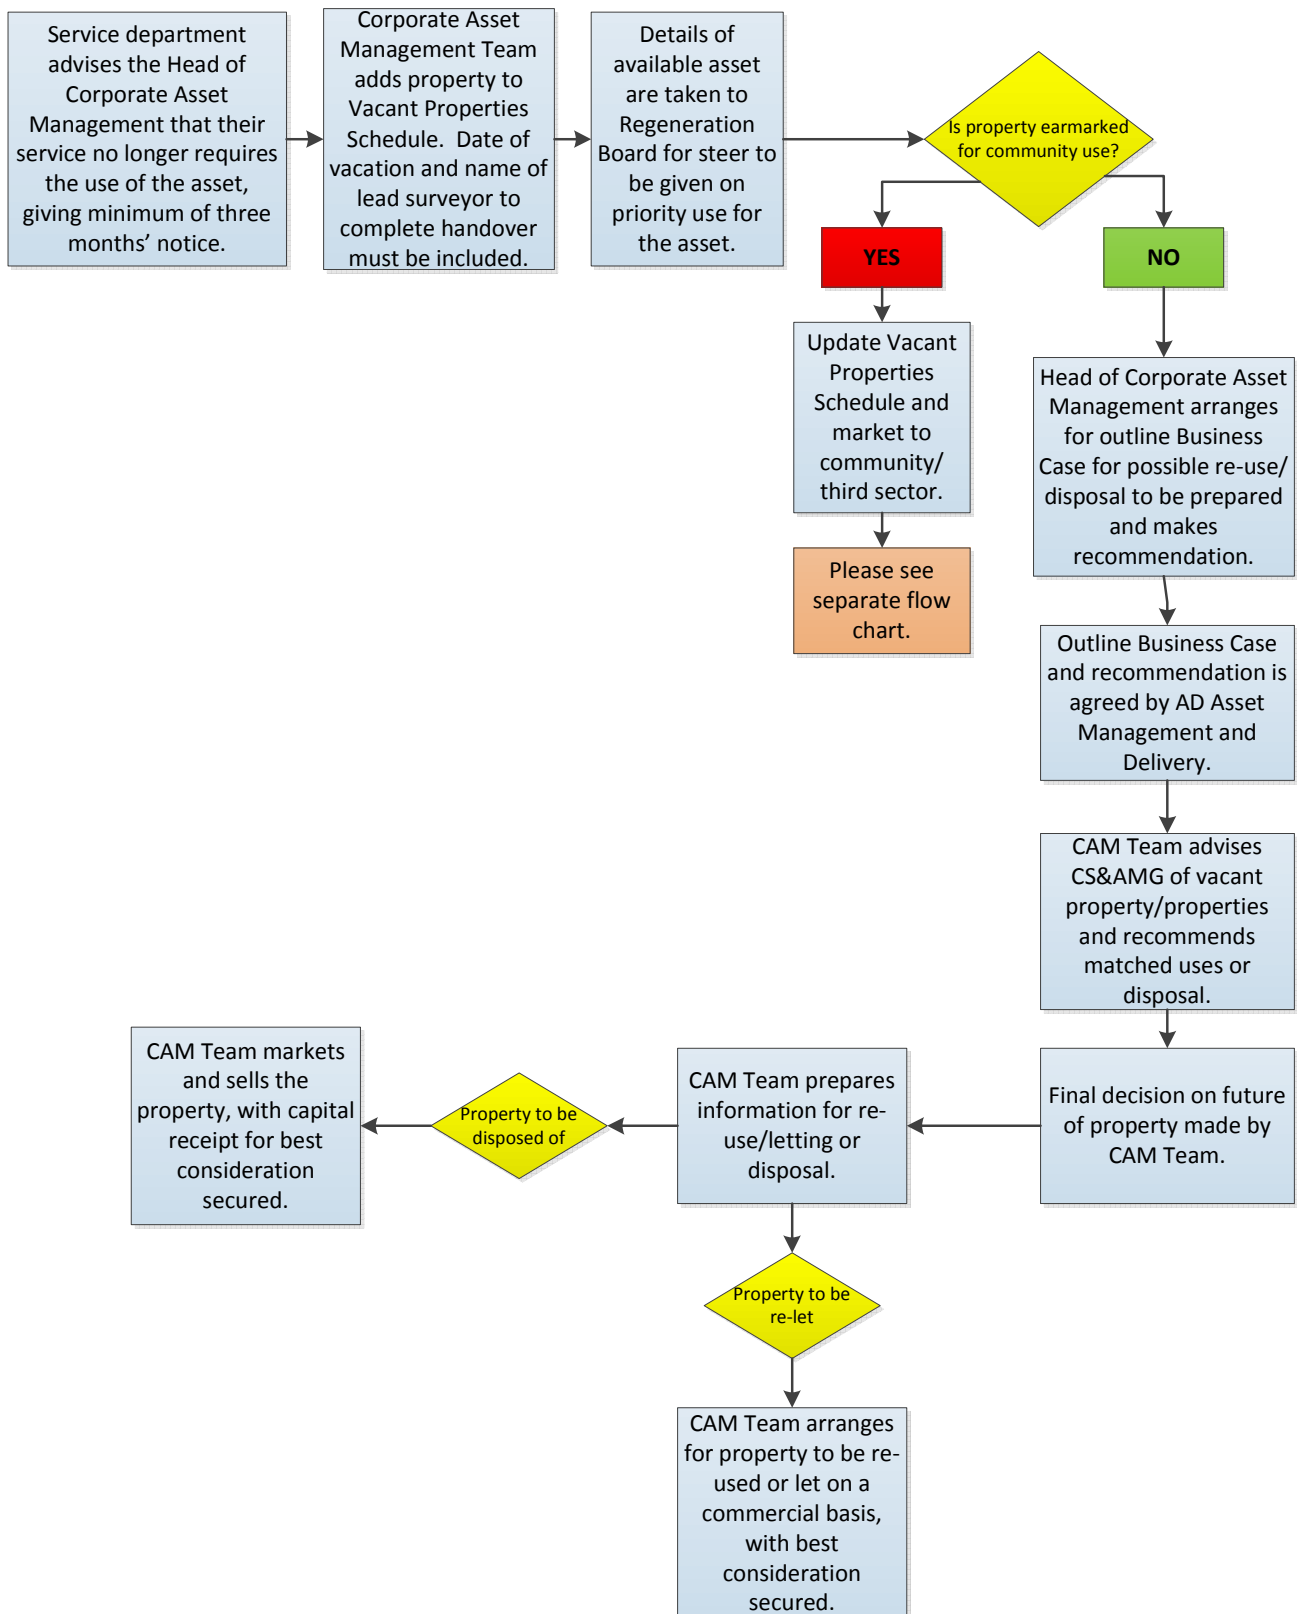 Service department
advises the Head of
Corporate Asset
Management that their
service no longer requires
the use of the asset,
giving minimum of three
months’ notice.
Corporate Asset
Management Team
adds property to
Vacant Properties
Schedule.  Date of
vacation and name of
lead surveyor to
complete handover
must be included.
Details of
available asset
are taken to
Regeneration
Board for steer to
be given on
priority use for
the asset.
Is property earmarked
for community use?
YES
NO
Update Vacant
Properties
Schedule and
market to
community/
third sector.
Please see
separate flow
chart.
Head of Corporate Asset
Management arranges
for outline Business
Case for possible re-use/
disposal to be prepared
and makes
recommendation.
Outline Business Case
and recommendation is
agreed by AD Asset
Management and
Delivery.
CAM Team advises
CS&AMG of vacant
property/properties
and recommends
matched uses or
disposal.
Final decision on future
of property made by
CAM Team.
CAM Team prepares
information for re-
use/letting or
disposal.
Property to be
disposed of
CAM Team markets
and sells the
property, with capital
receipt for best
consideration
secured.
Property to be
re-let
CAM Team arranges
for property to be re-
used or let on a
commercial basis,
with best
consideration
secured.